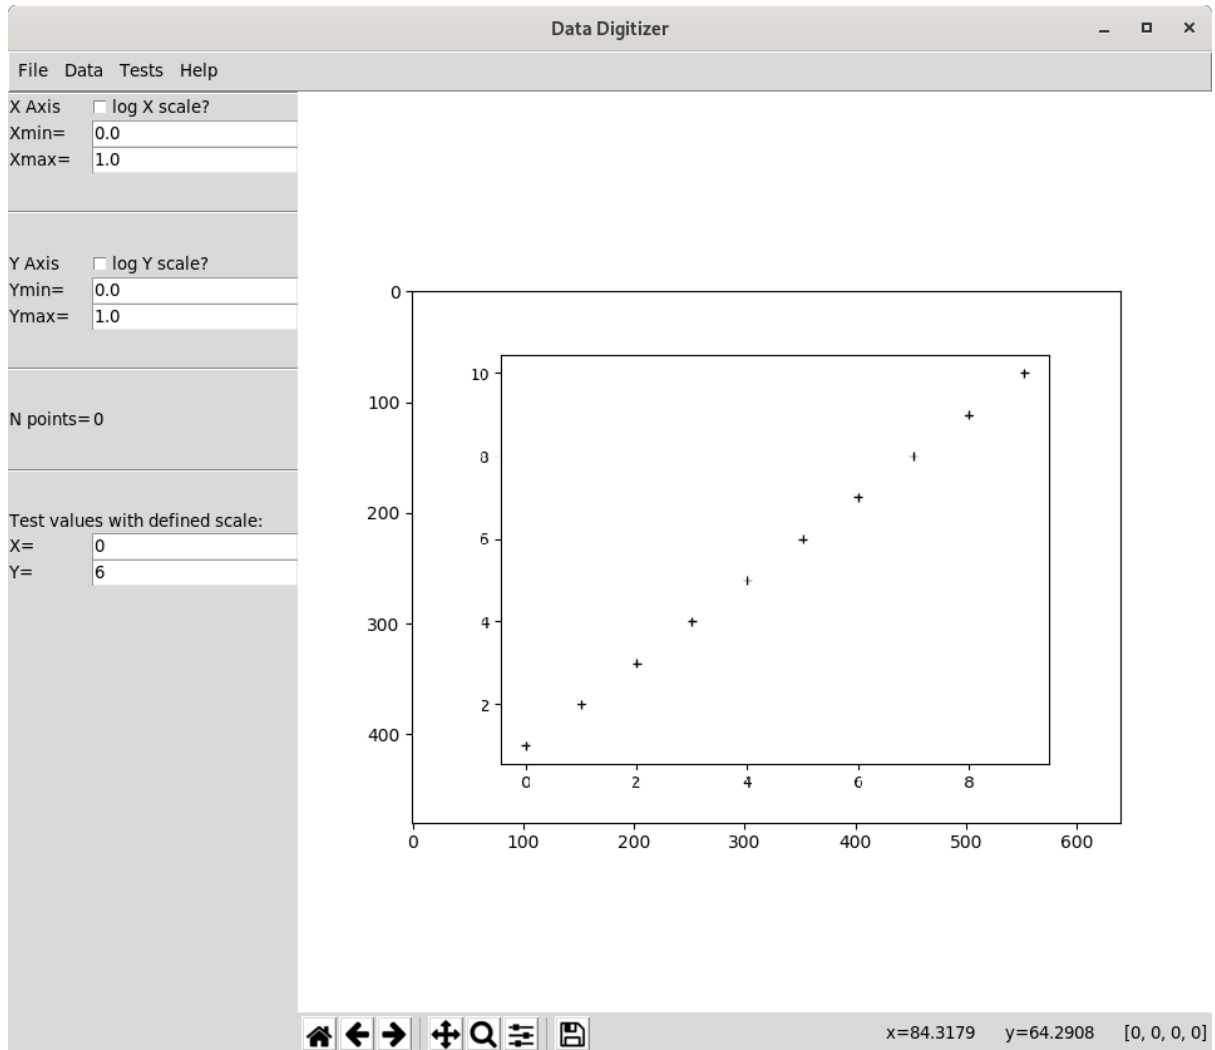 Data Digitizer
File Data Tests Help
X Axis log X scale?
Xmin= 0.0
Xmax= 1.0
Y Axis log Y scale?
Ymin= 0.0
Ymax= 1.0
N points= 0
Test values with defined scale:
X= 0
Y= 6
0
100
200
300
400
10
8
6
4
2
0 2 4 6 8
0 100 200 300 400 500 600
x=84.3179 y=64.2908 [0, 0, 0, 0]